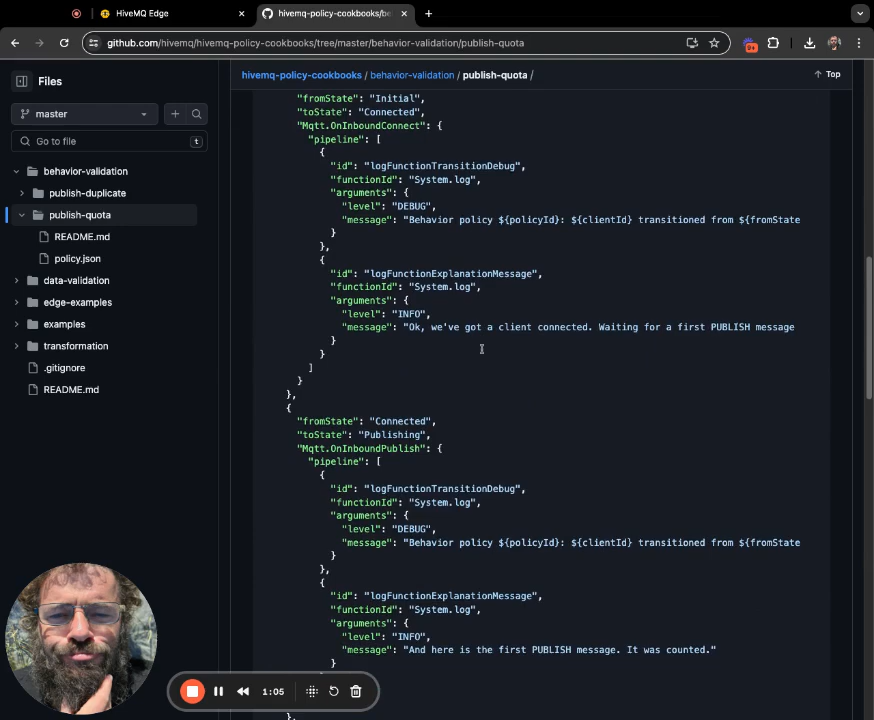 HiveMQ Edge
hivemq-policy-cookbooks/be
github.com/hivemq/hivemq-policy-cookbooks/tree/master/behavior-validation/publish-quota
9+
Files
hivemq-policy-cookbooks / behavior-validation / publish-quota /
Top
master
Go to file
t
behavior-validation
publish-duplicate
publish-quota
README.md
policy.json
data-validation
edge-examples
examples
transformation
.gitignore
README.md
"fromState": "Initial",
"toState": "Connected",
"Mqtt.OnInboundConnect": {
"pipeline": [
{
"id": "logFunctionTransitionDebug",
"functionId": "System.log",
"arguments": {
"level": "DEBUG",
"message": "Behavior policy ${policyId}: ${clientId} transitioned from ${fromState
}
},
{
"id": "logFunctionExplanationMessage",
"functionId": "System.log",
"arguments": {
"level": "INFO",
"message": "Ok, we've got a client connected. Waiting for a first PUBLISH message
}
}
]
}
},
{
"fromState": "Connected",
"toState": "Publishing",
"Mqtt.OnInboundPublish": {
"pipeline": [
{
"id": "logFunctionTransitionDebug",
"functionId": "System.log",
"arguments": {
"level": "DEBUG",
"message": "Behavior policy ${policyId}: ${clientId} transitioned from ${fromState
}
},
{
"id": "logFunctionExplanationMessage",
"functionId": "System.log",
"arguments": {
"level": "INFO",
"message": "And here is the first PUBLISH message. It was counted."
}
},
1:05